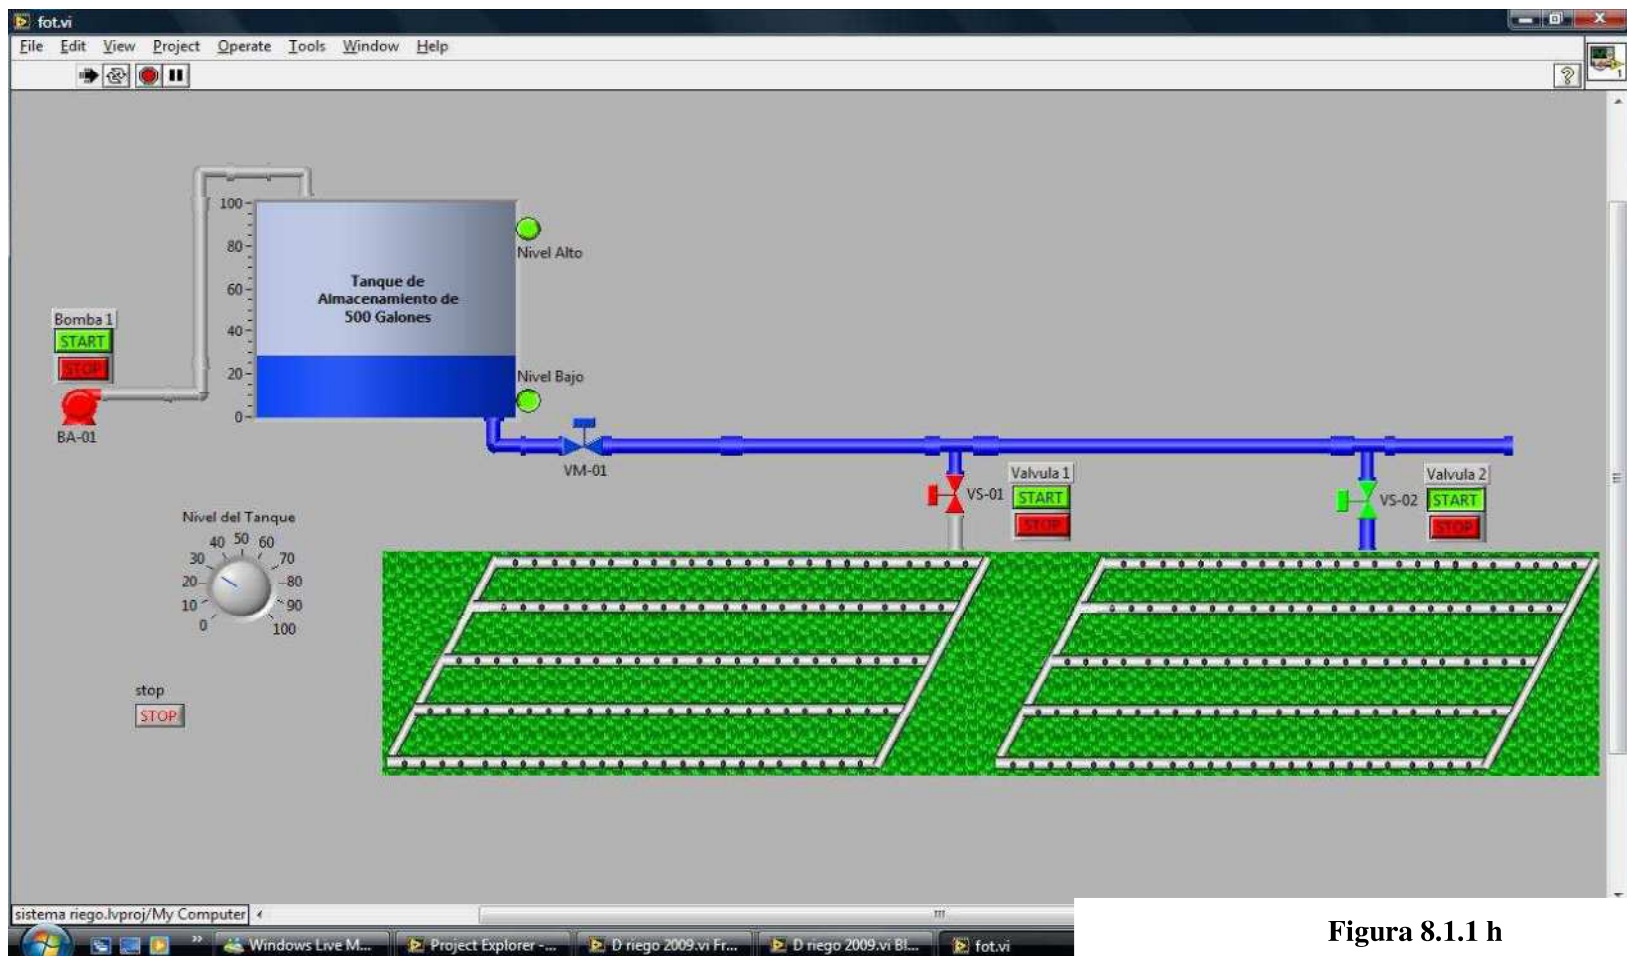 fot.vi
File Edit View Project Operate Tools Window Help
1
100
80
60
40
20
0
Tanque de
Almacenamiento de
500 Galones
Nivel Alto
Nivel Bajo
Bomba 1
START
STOP
BA-01
VM-01
VS-01
Valvula 1
START
STOP
VS-02
Valvula 2
START
STOP
Nivel del Tanque
0 10 20 30 40 50 60 70 80 90 100
stop
STOP
sistema riego.lvproj/My Computer
Windows Live M... Project Explorer -... D riego 2009.vi Fr... D riego 2009.vi Bl... fot.vi
Figura 8.1.1 h